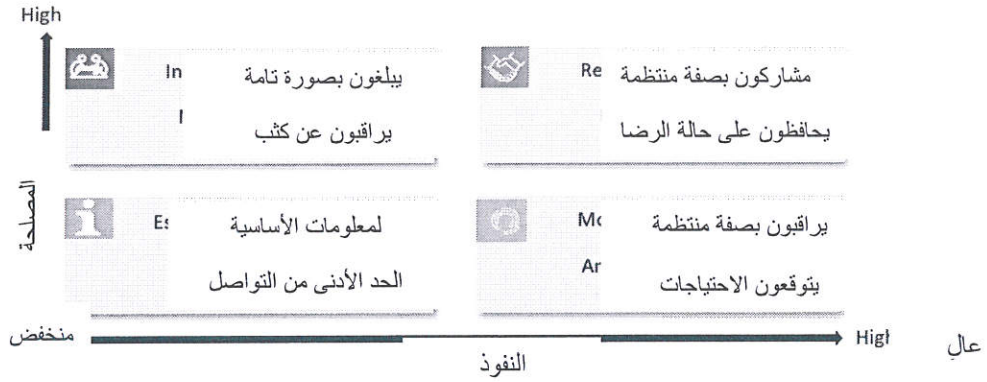 High
In
يبلغون بصورة تامة
يراقبون عن كثب
Re
مشاركون بصفة منتظمة
يحافظون على حالة الرضا
المصلحة
Es
لمعلومات الأساسية
الحد الأدنى من التواصل
Mo
يراقبون بصفة منتظمة
Ar
يتوقعون الاحتياجات
منخفض
النفوذ
High
عالٍ